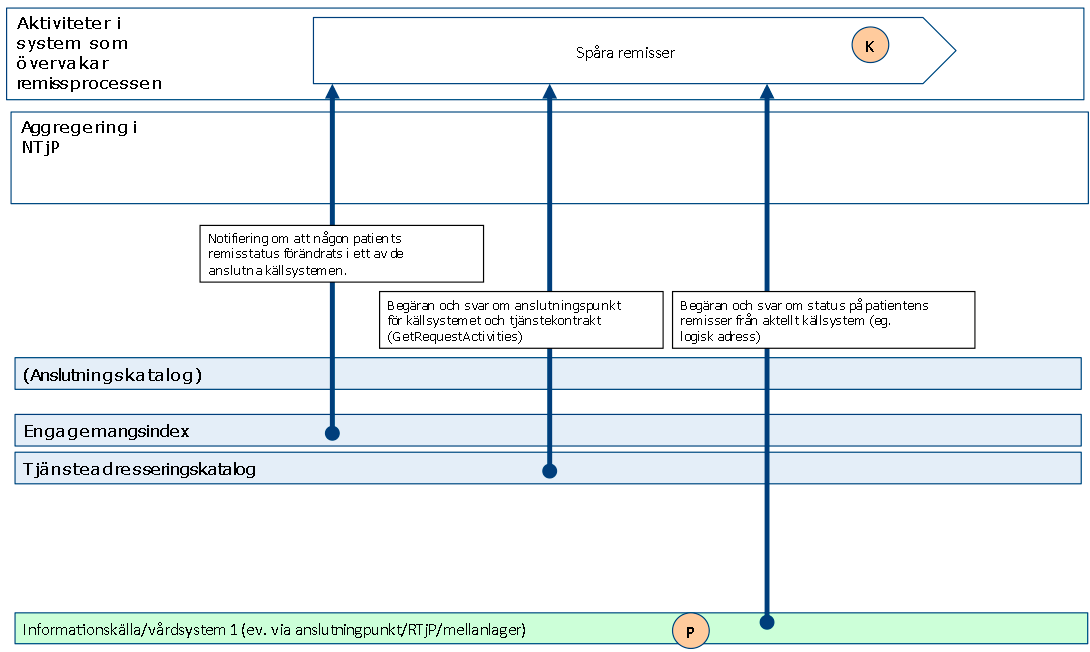 Aktiviteter i
system som
övervakar
remissprocessen
Spåra remisser
K
Aggregering i
NTjP
Notifiering om att någon patients
remisstatus förändrats i ett av de
anslutna källsystemen.
Begäran och svar om anslutningspunkt
för källsystemet och tjänstekontrakt
(GetRequestActivities)
Begäran och svar om status på patientens
remisser från aktellt källsystem (eg.
logisk adress)
(Anslutningskatalog)
Engagemangsindex
Tjänsteadresseringskatalog
Informationskälla/vårdsystem 1 (ev. via anslutningpunkt/RTjP/mellanlager)
P